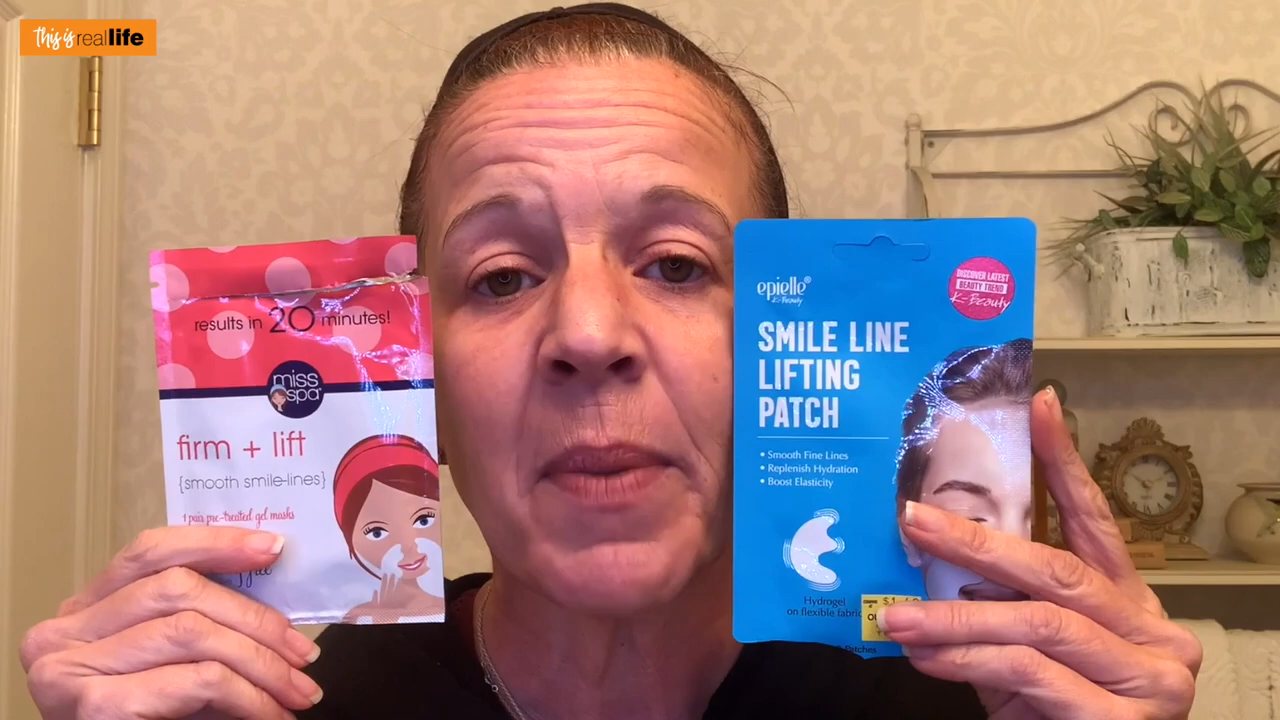 this is real life
results in 20 minutes!
miss
spa
firm + lift
{smooth smile-lines}
1 pair pre-treated gel masks
epielle®
K-Beauty
DISCOVER LATEST
BEAUTY TREND
K-Beauty
SMILE LINE
LIFTING
PATCH
• Smooth Fine Lines
• Replenish Hydration
• Boost Elasticity
Hydrogel
on flexible fabric
Patches